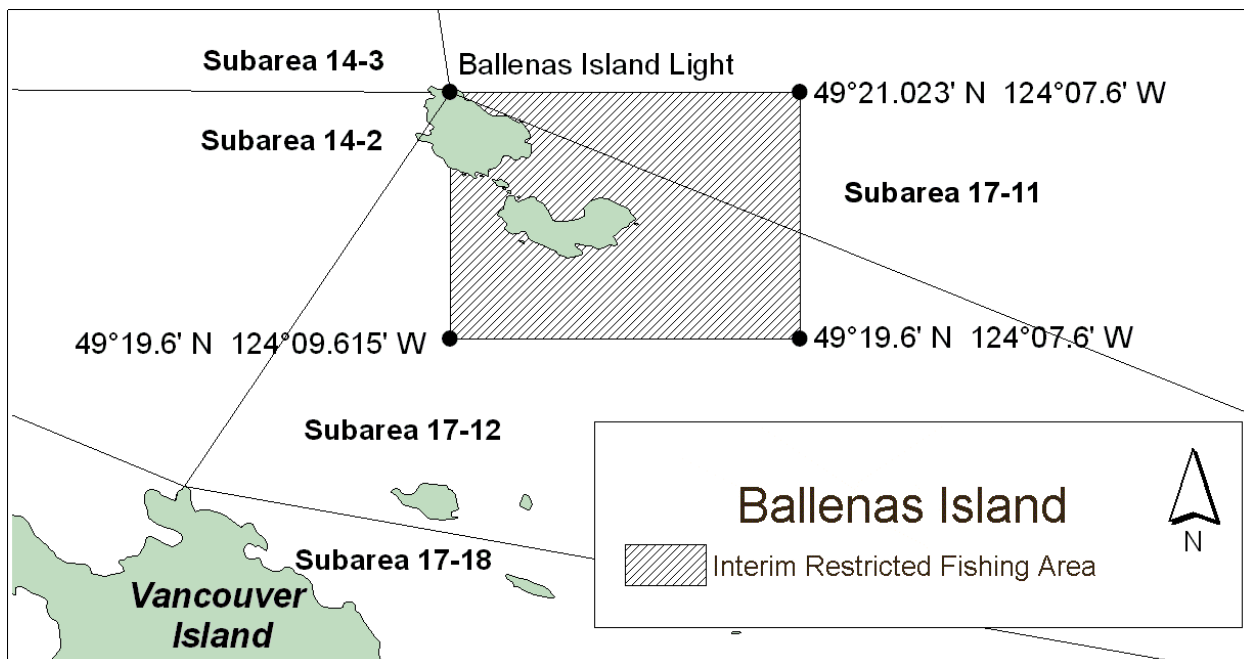 Subarea 14-3
Ballenas Island Light
49°21.023' N 124°07.6' W
Subarea 14-2
Subarea 17-11
49°19.6' N 124°09.615' W
49°19.6' N 124°07.6' W
Subarea 17-12
Ballenas Island
N
Interim Restricted Fishing Area
Subarea 17-18
Vancouver
Island